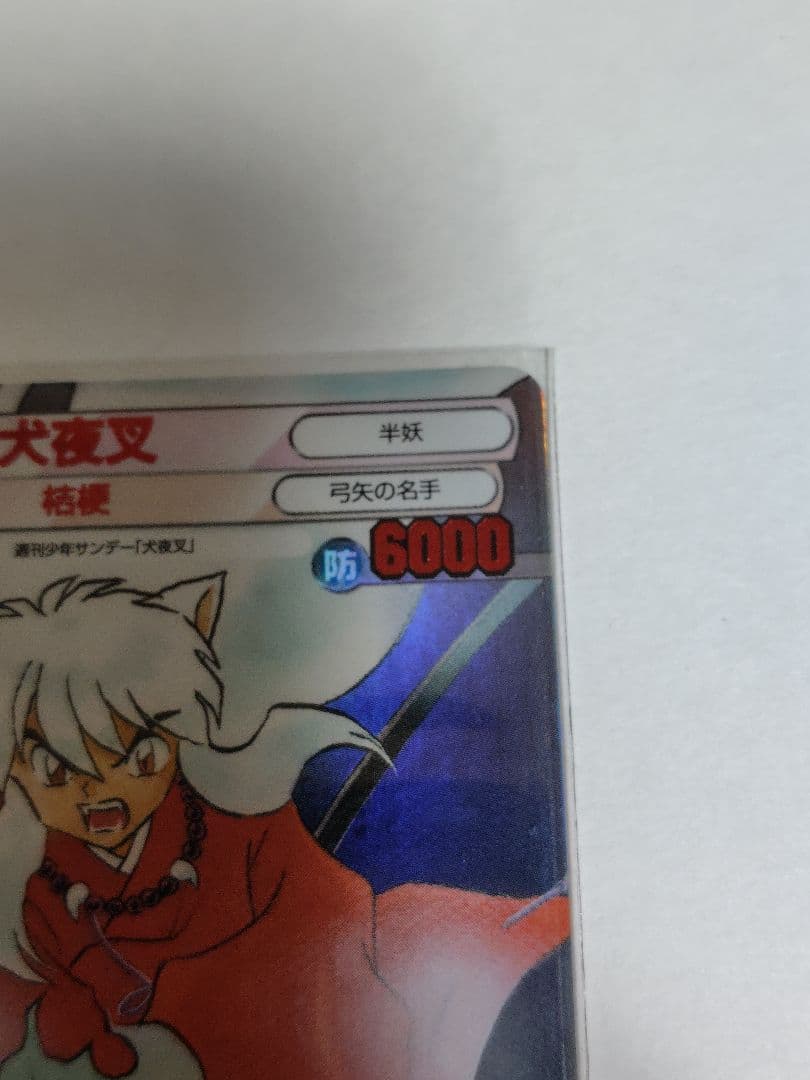 犬夜叉 半妖
桔梗 弓矢の名手
週刊少年サンデー「犬夜叉」
防 6000